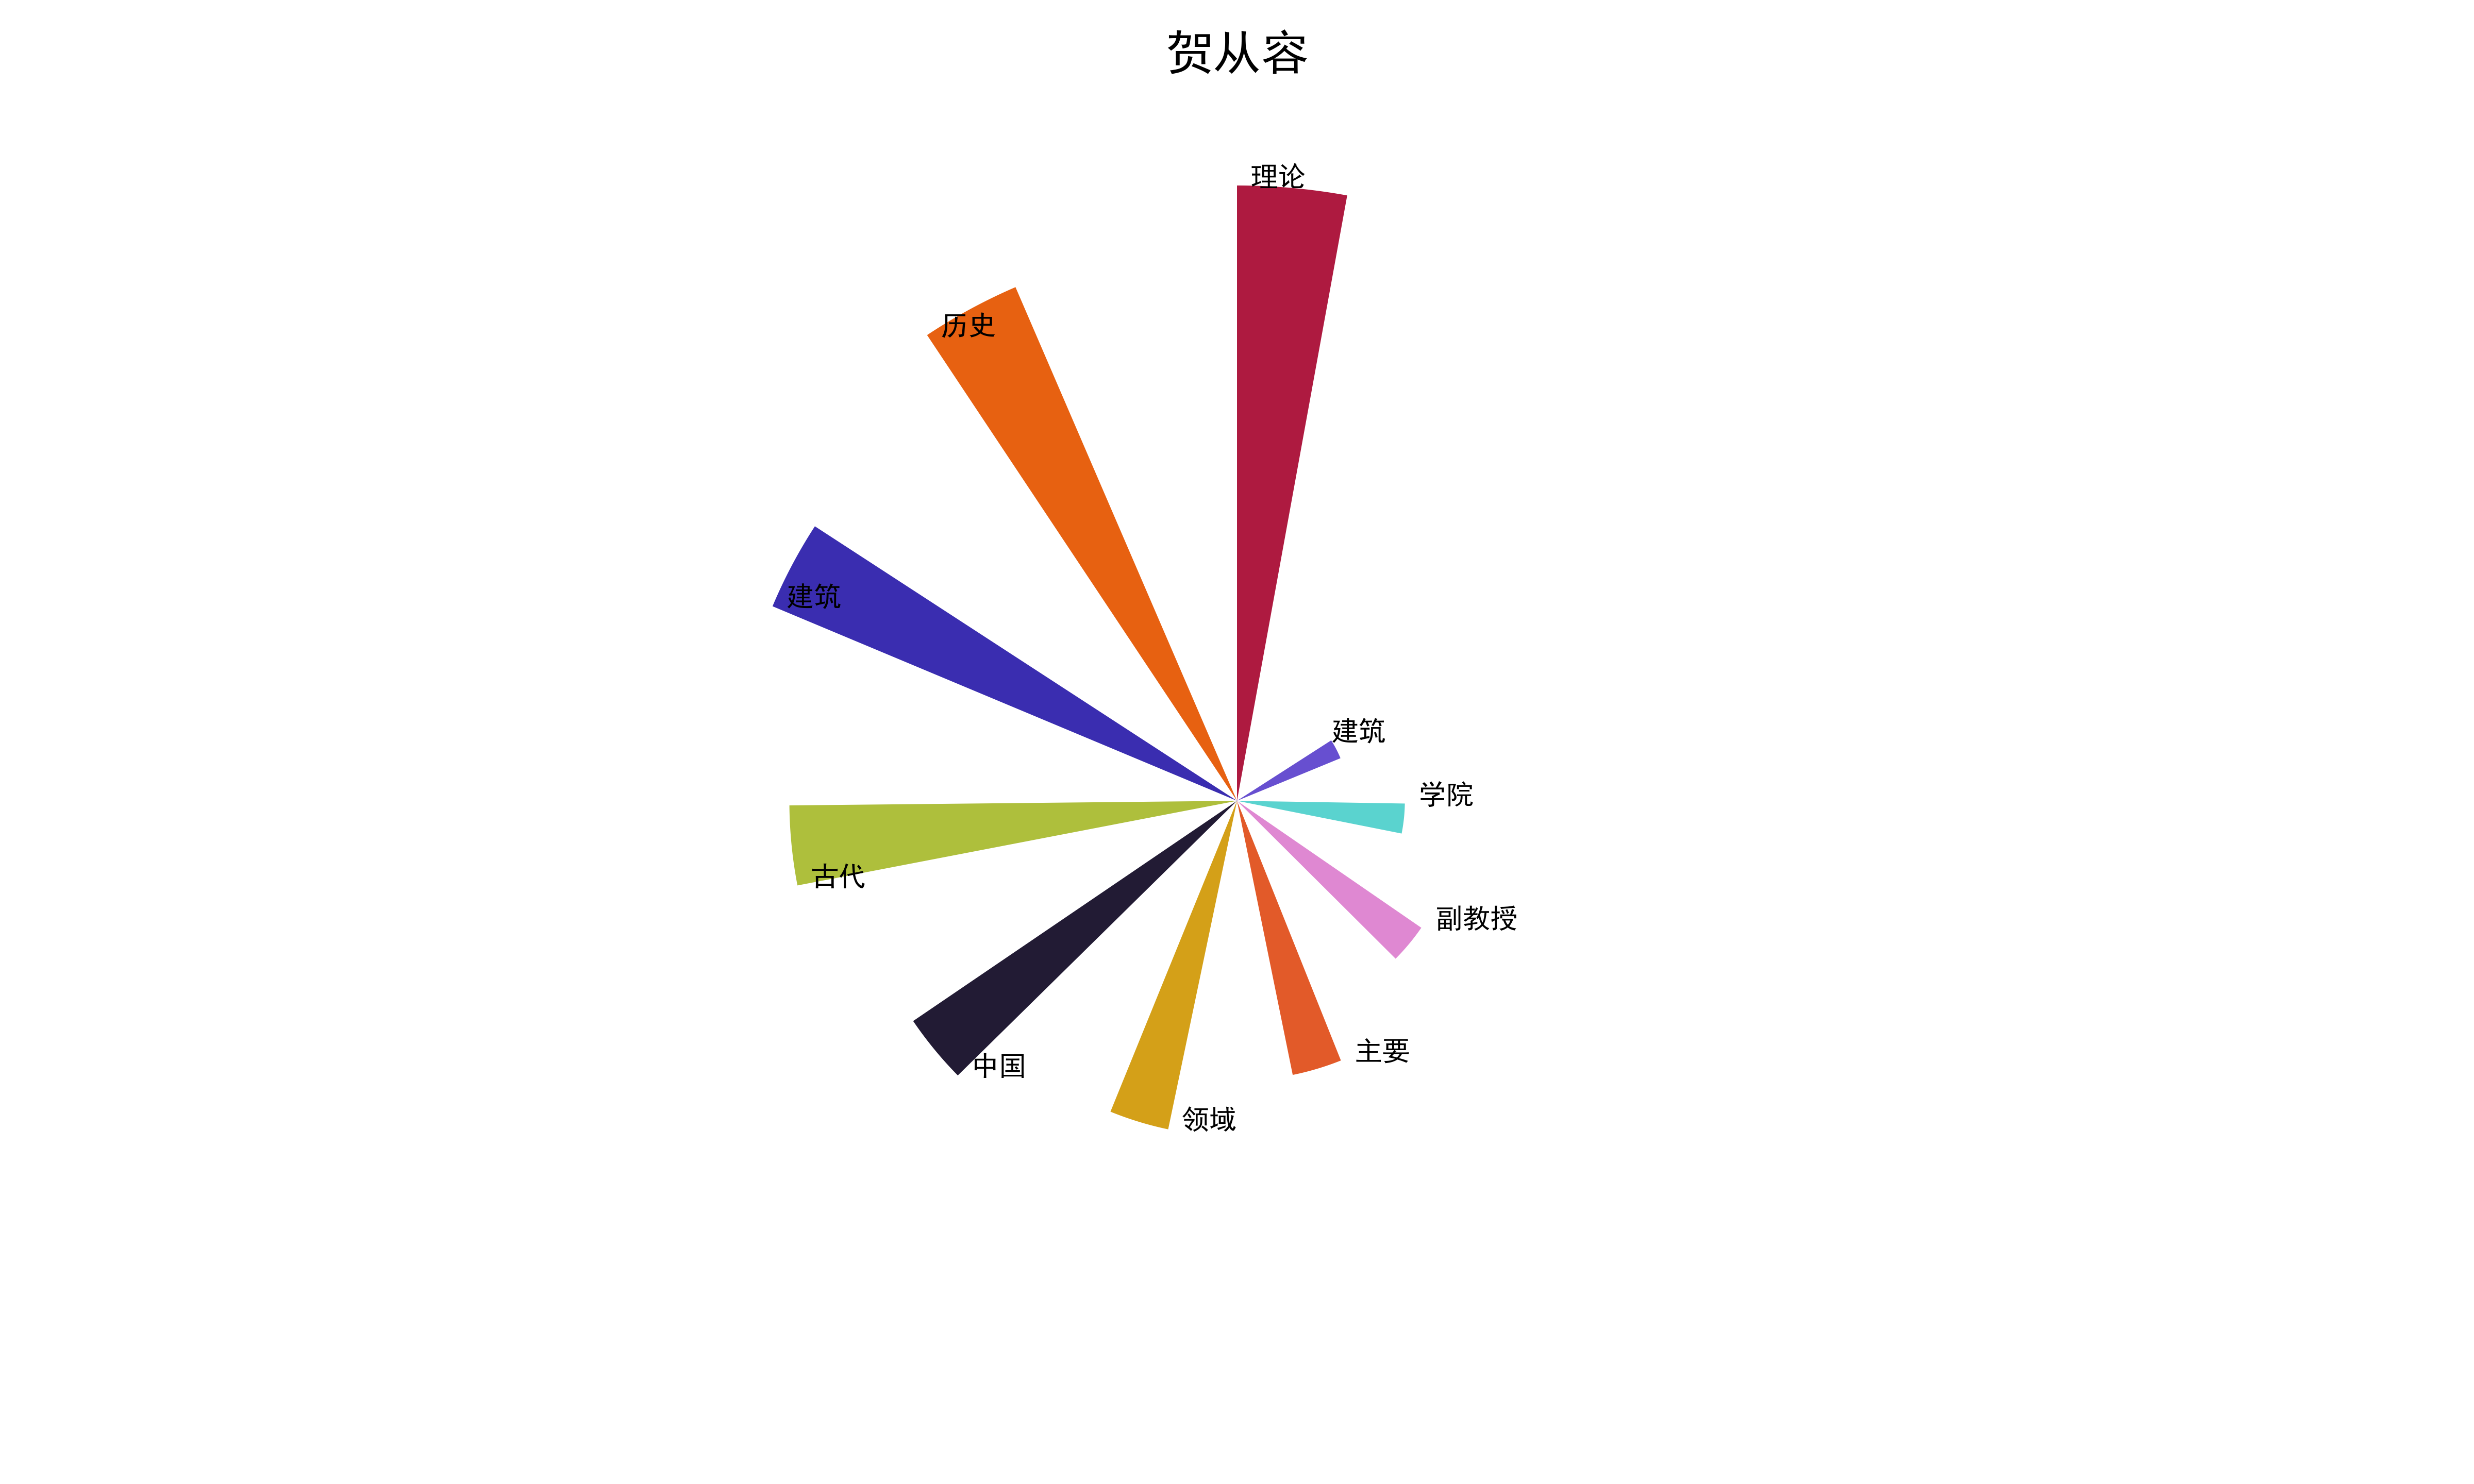 贺从容
理论
历史
建筑
建筑
学院
古代
副教授
主要
中国
领域